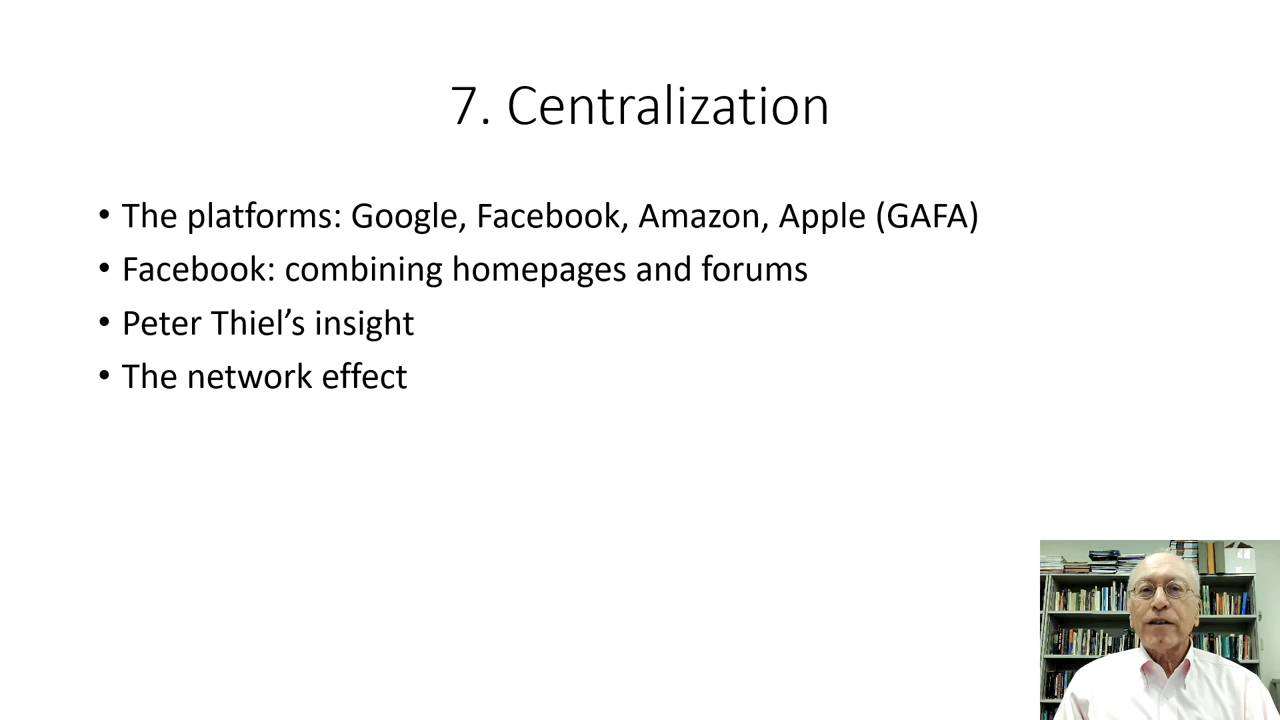 7. Centralization
• The platforms: Google, Facebook, Amazon, Apple (GAFA)
• Facebook: combining homepages and forums
• Peter Thiel’s insight
• The network effect